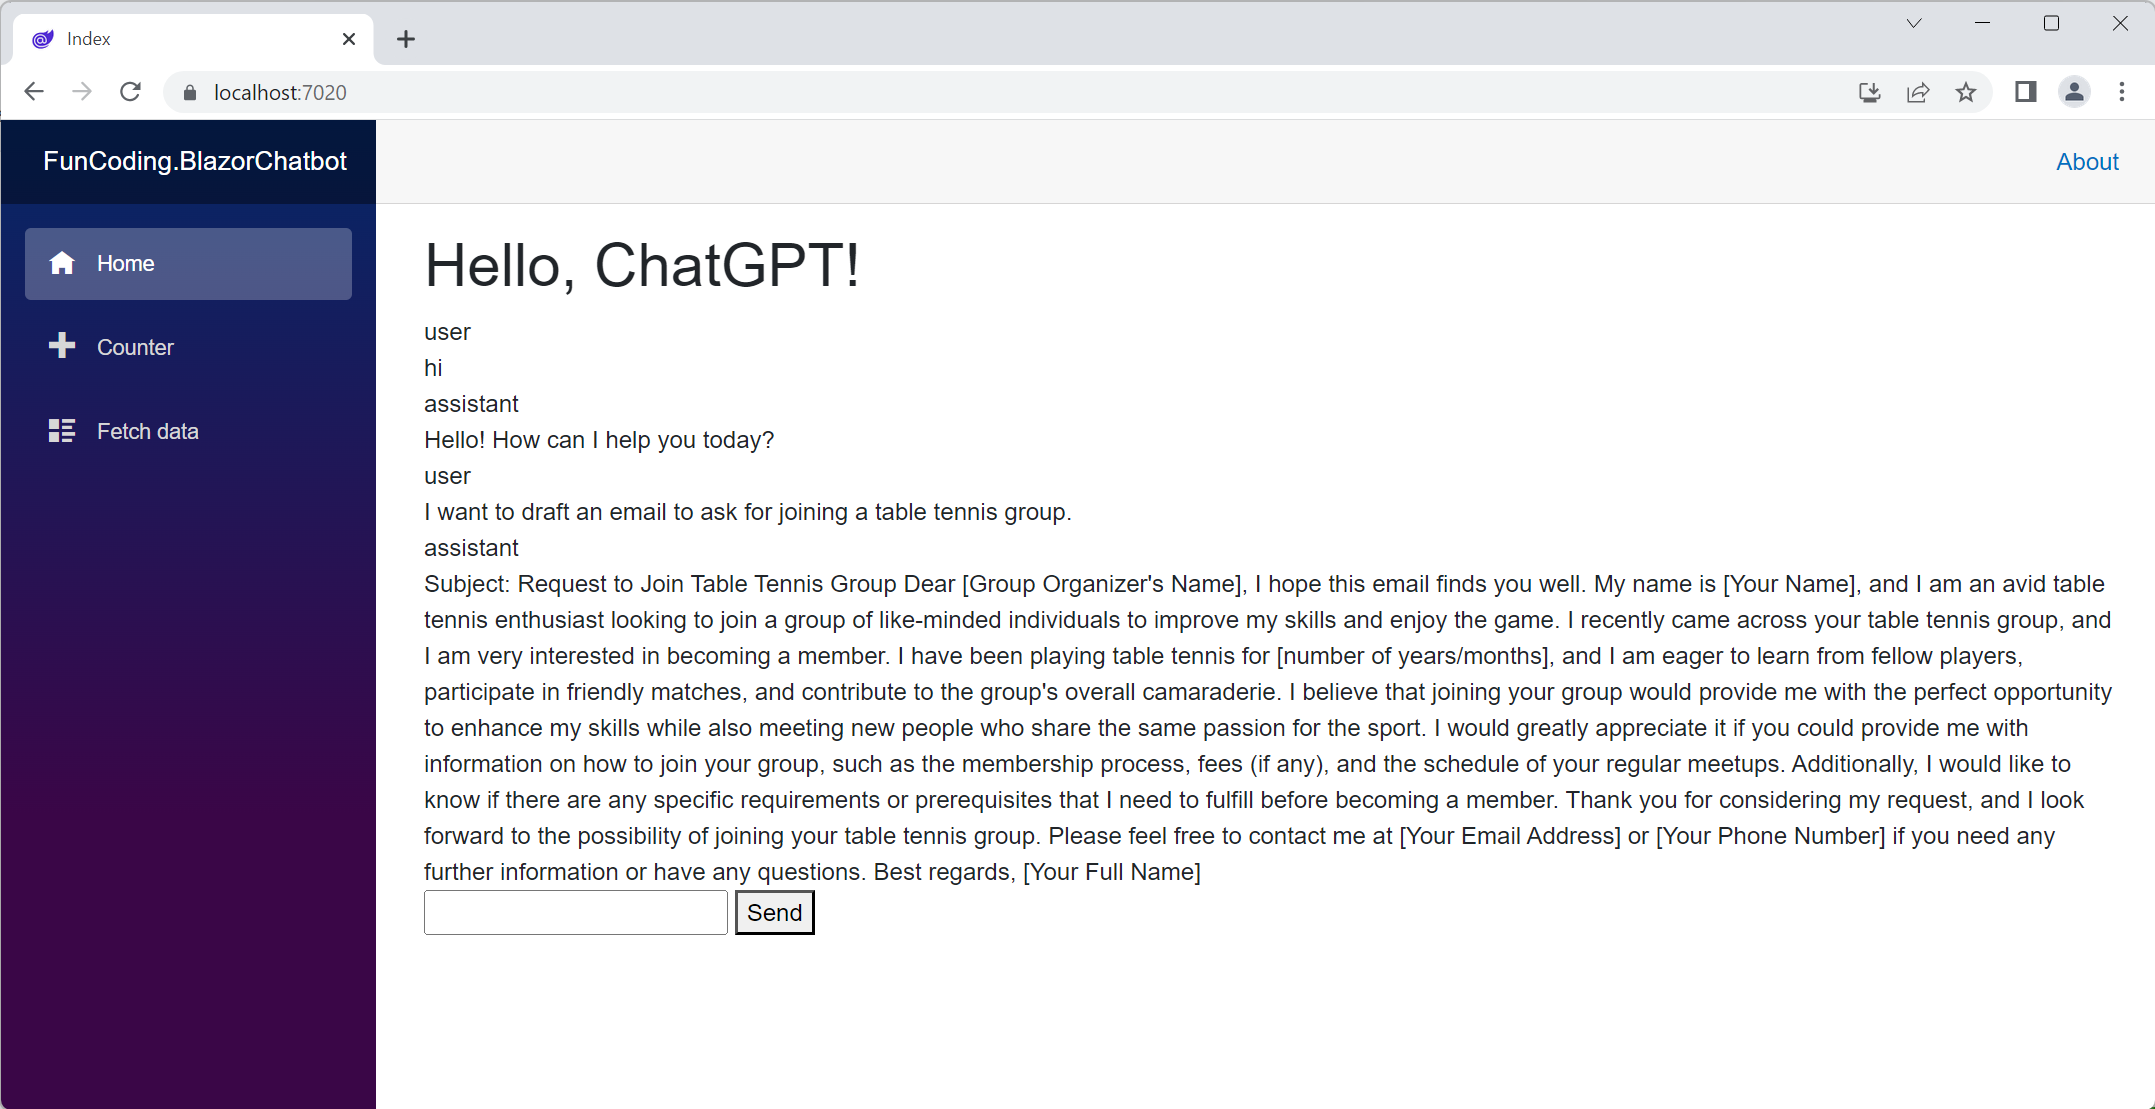 Index
localhost:7020
FunCoding.BlazorChatbot
About
Home
Counter
Fetch data
Hello, ChatGPT!
user
hi
assistant
Hello! How can I help you today?
user
I want to draft an email to ask for joining a table tennis group.
assistant
Subject: Request to Join Table Tennis Group Dear [Group Organizer's Name], I hope this email finds you well. My name is [Your Name], and I am an avid table
tennis enthusiast looking to join a group of like-minded individuals to improve my skills and enjoy the game. I recently came across your table tennis group, and
I am very interested in becoming a member. I have been playing table tennis for [number of years/months], and I am eager to learn from fellow players,
participate in friendly matches, and contribute to the group's overall camaraderie. I believe that joining your group would provide me with the perfect opportunity
to enhance my skills while also meeting new people who share the same passion for the sport. I would greatly appreciate it if you could provide me with
information on how to join your group, such as the membership process, fees (if any), and the schedule of your regular meetups. Additionally, I would like to
know if there are any specific requirements or prerequisites that I need to fulfill before becoming a member. Thank you for considering my request, and I look
forward to the possibility of joining your table tennis group. Please feel free to contact me at [Your Email Address] or [Your Phone Number] if you need any
further information or have any questions. Best regards, [Your Full Name]
Send